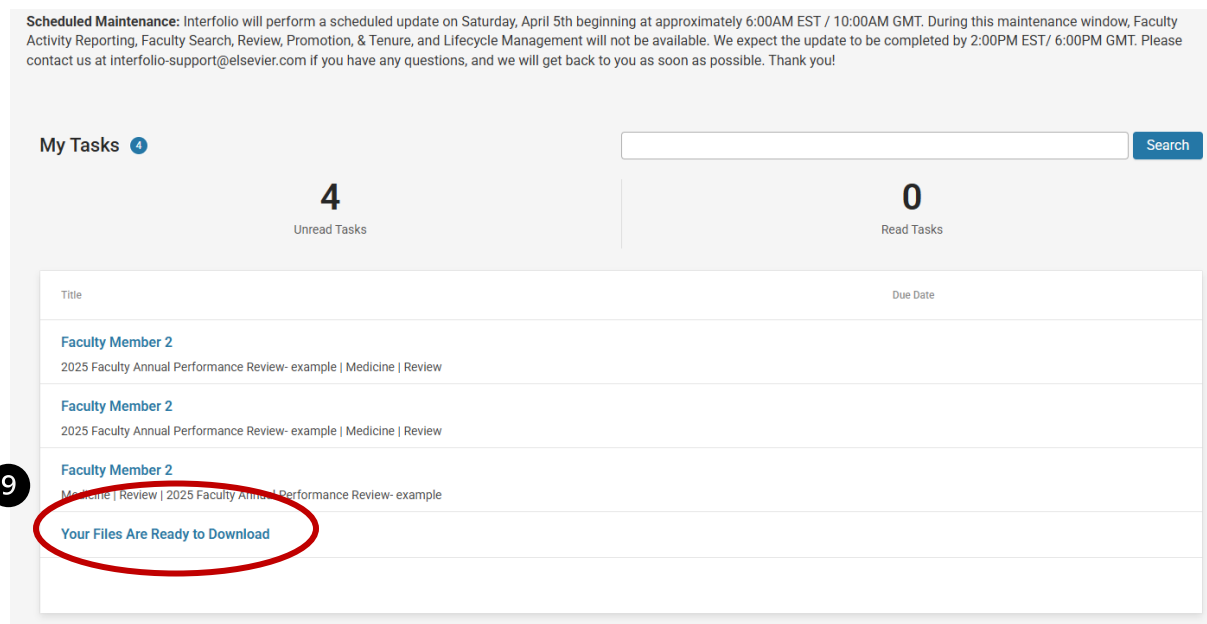 Scheduled Maintenance: Interfolio will perform a scheduled update on Saturday, April 5th beginning at approximately 6:00AM EST / 10:00AM GMT. During this maintenance window, Faculty
Activity Reporting, Faculty Search, Review, Promotion, & Tenure, and Lifecycle Management will not be available. We expect the update to be completed by 2:00PM EST/ 6:00PM GMT. Please
contact us at interfolio-support@elsevier.com if you have any questions, and we will get back to you as soon as possible. Thank you!
My Tasks 4
Search
4
Unread Tasks
0
Read Tasks
Title
Due Date
Faculty Member 2
2025 Faculty Annual Performance Review- example | Medicine | Review
Faculty Member 2
2025 Faculty Annual Performance Review- example | Medicine | Review
Faculty Member 2
9
Medicine | Review | 2025 Faculty Annual Performance Review- example
Your Files Are Ready to Download